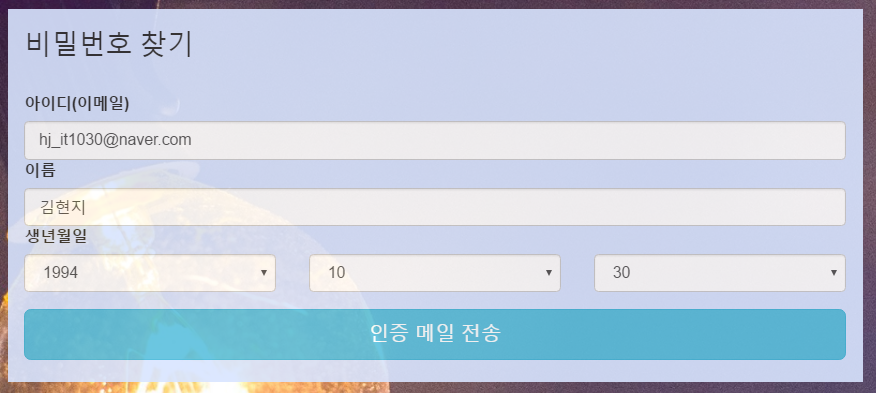 비밀번호 찾기
아이디(이메일)
hj_it1030@naver.com
이름
김현지
생년월일
1994 10 30
인증 메일 전송